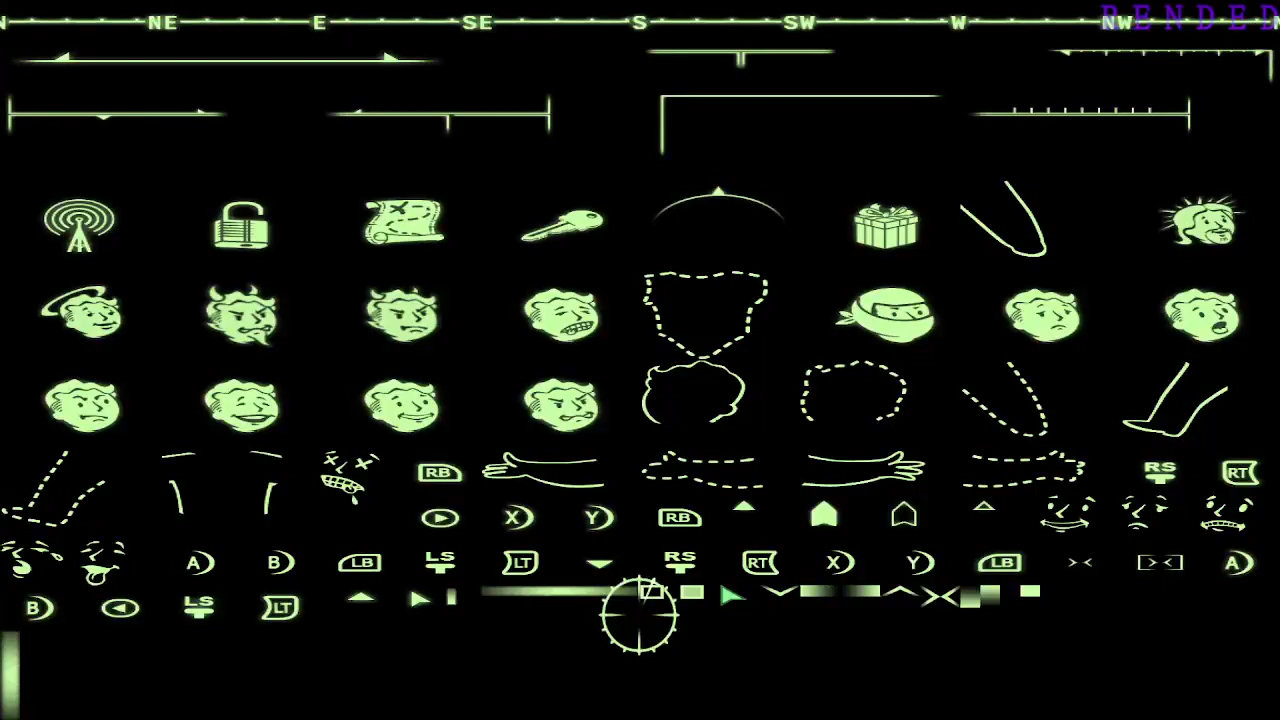 N NE E SE S SW W NW
RENDED
RB RS RT
X Y RB
A B LB LS LT RS RT X Y LB A
B LS LT